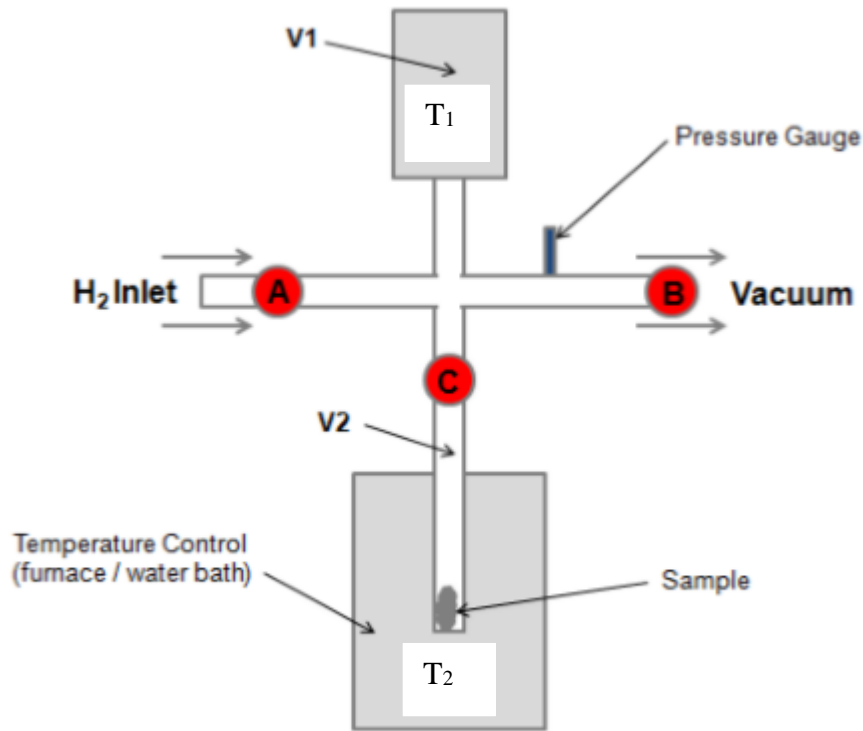 V1
T₁
Pressure Gauge
H₂ Inlet
A
B
Vacuum
C
V2
Temperature Control
(furnace / water bath)
Sample
T₂